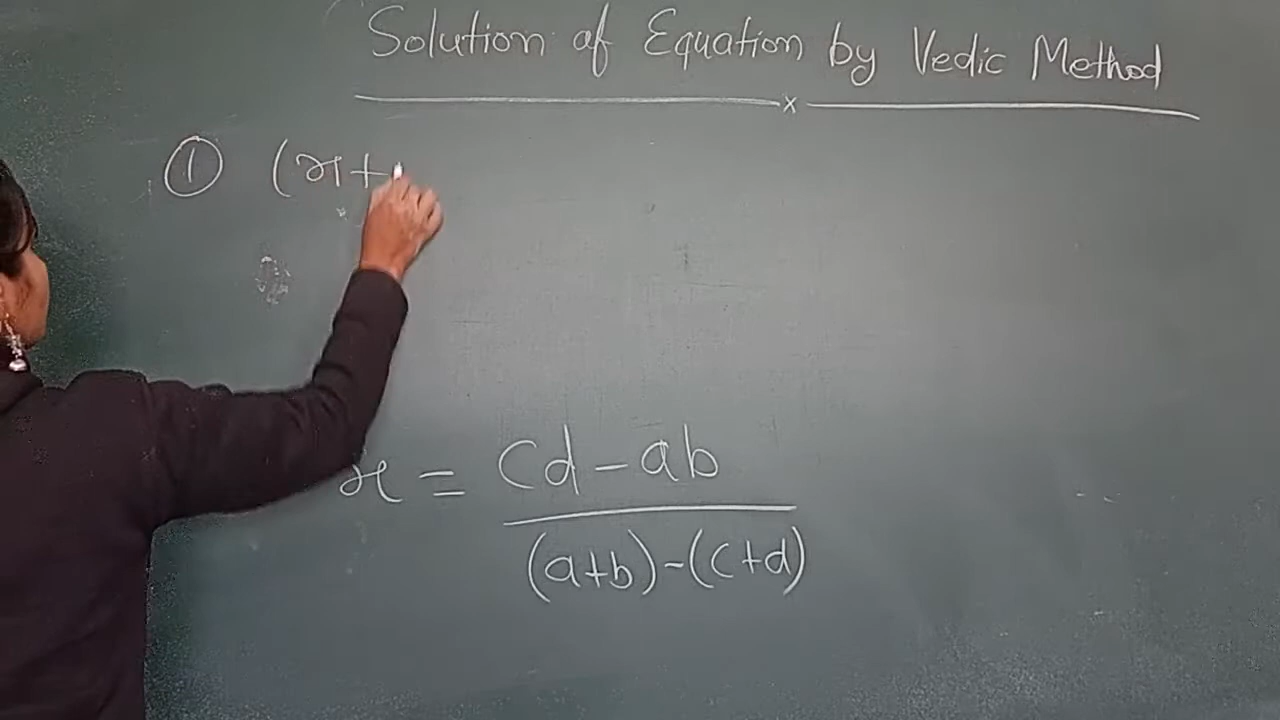 Solution of Equation by Vedic Method
① (x+
x = cd - ab
(a+b)-(c+d)